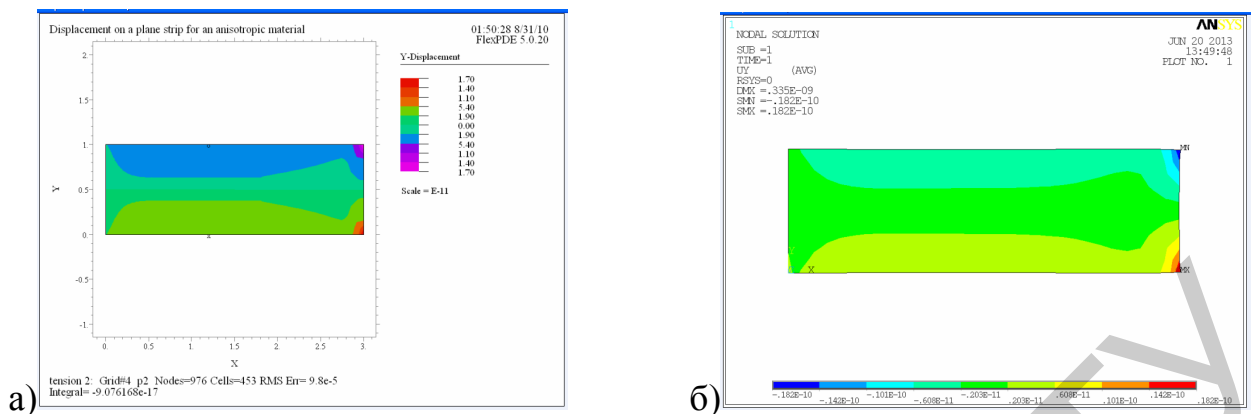 Displacement on a plane strip for an anisotropic material
01:50:28 8/31/10
FlexPDE 5.0.20
Y-Displacement
1.70
1.40
1.10
5.40
1.90
0.00
1.90
5.40
1.10
1.40
1.70
Scale = E-11
2.
1.5
1.
0.5
0.
-0.5
-1.
Y
0. 0.5 1. 1.5 2. 2.5 3.
X
o
x
tension 2: Grid#4 p2 Nodes=976 Cells=453 RMS Err= 9.8e-5
Integral= -9.076168e-17
а)
1
ANSYS
NODAL SOLUTION
SUB =1
TIME=1
UY (AVG)
RSYS=0
DMX =.335E-09
SMN =-.182E-10
SMX =.182E-10
JUN 20 2013
13:49:48
PLOT NO. 1
MN
Y
X
MX
-.182E-10 -.142E-10 -.101E-10 -.608E-11 -.203E-11 .203E-11 .608E-11 .101E-10 .142E-10 .182E-10
б)